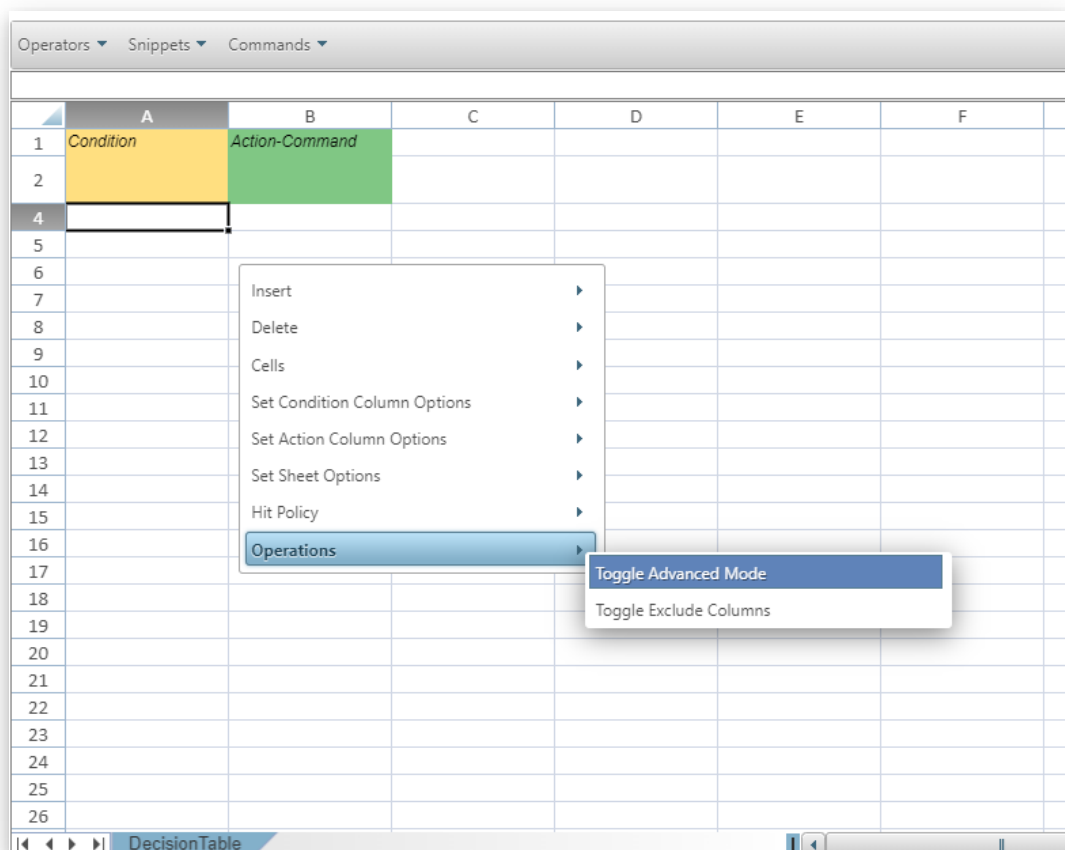 Operators Snippets Commands
A B C D E F
1 Condition Action-Command
2
4
5
6
Insert
7
Delete
8
9
Cells
10
Set Condition Column Options
11
12
Set Action Column Options
13
Set Sheet Options
14
15
Hit Policy
16
Operations
17
Toggle Advanced Mode
18
Toggle Exclude Columns
19
20
21
22
23
24
25
26
DecisionTable